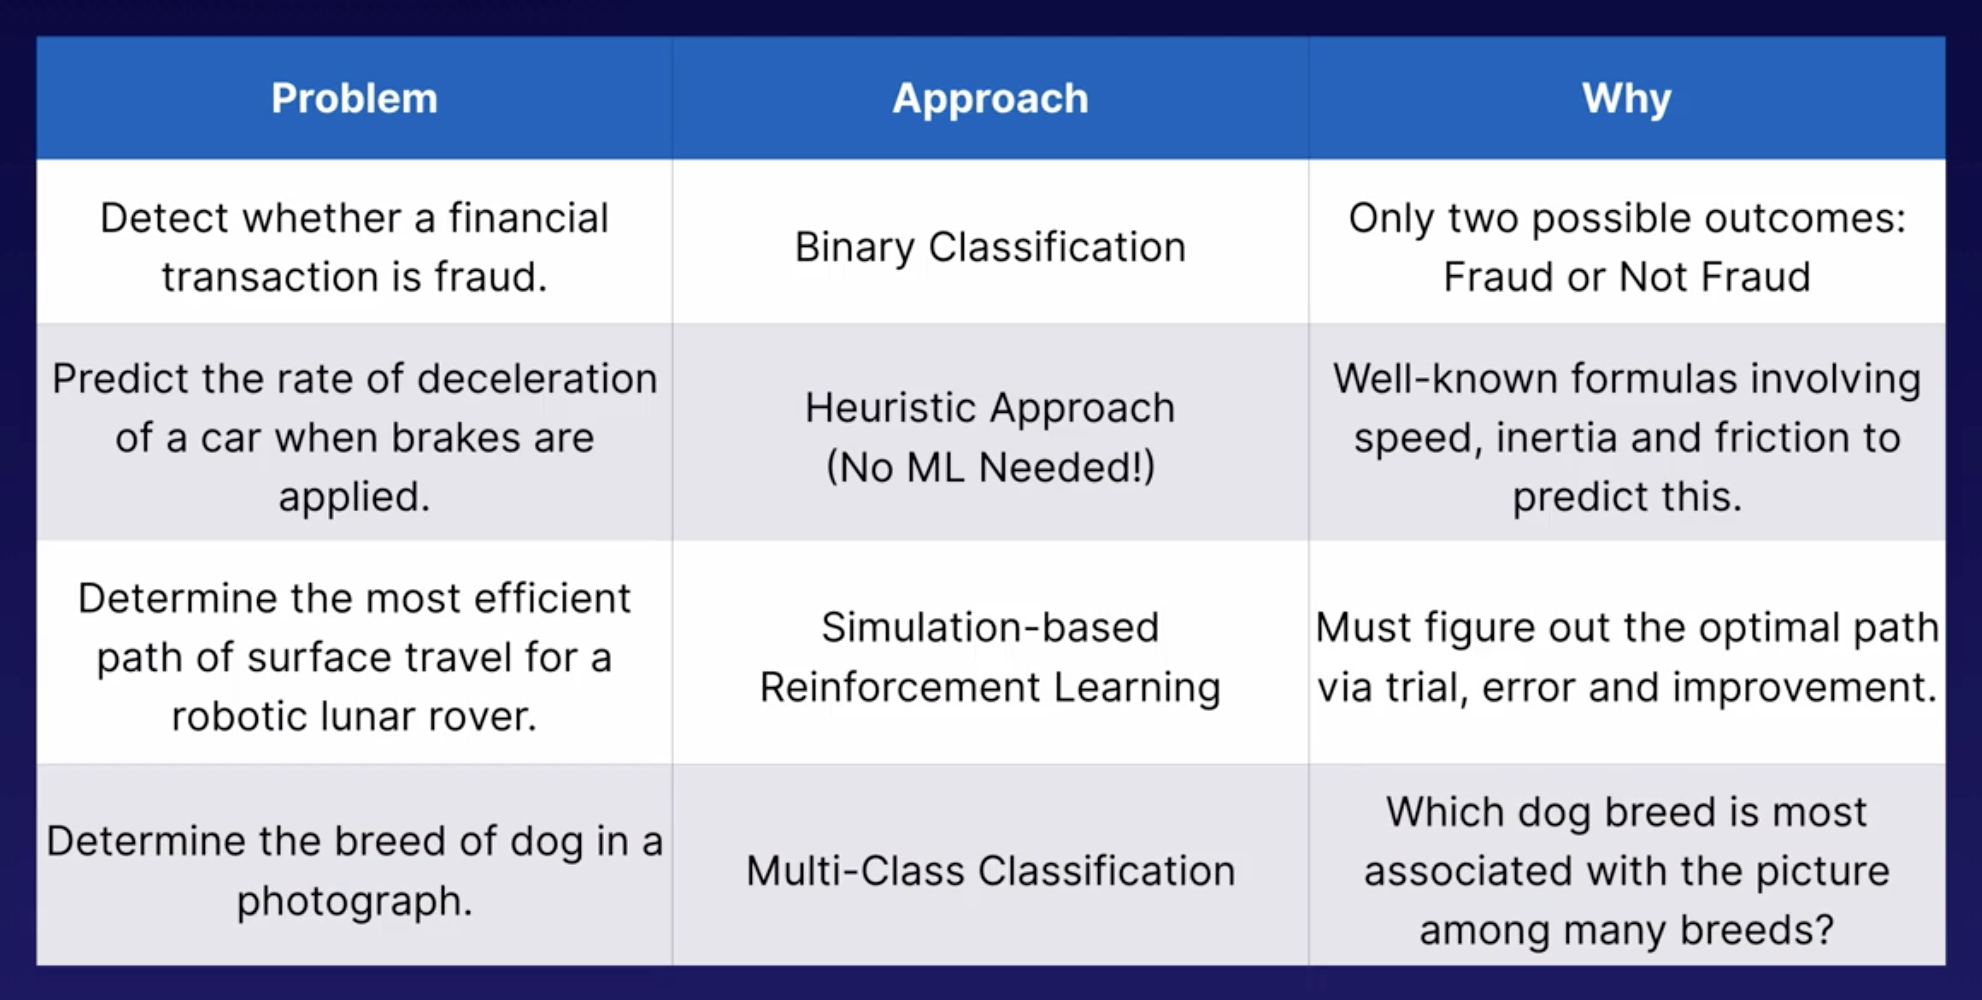 Problem
Approach
Why
Detect whether a financial
transaction is fraud.
Binary Classification
Only two possible outcomes:
Fraud or Not Fraud
Predict the rate of deceleration
of a car when brakes are
applied.
Heuristic Approach
(No ML Needed!)
Well-known formulas involving
speed, inertia and friction to
predict this.
Determine the most efficient
path of surface travel for a
robotic lunar rover.
Simulation-based
Reinforcement Learning
Must figure out the optimal path
via trial, error and improvement.
Determine the breed of dog in a
photograph.
Multi-Class Classification
Which dog breed is most
associated with the picture
among many breeds?